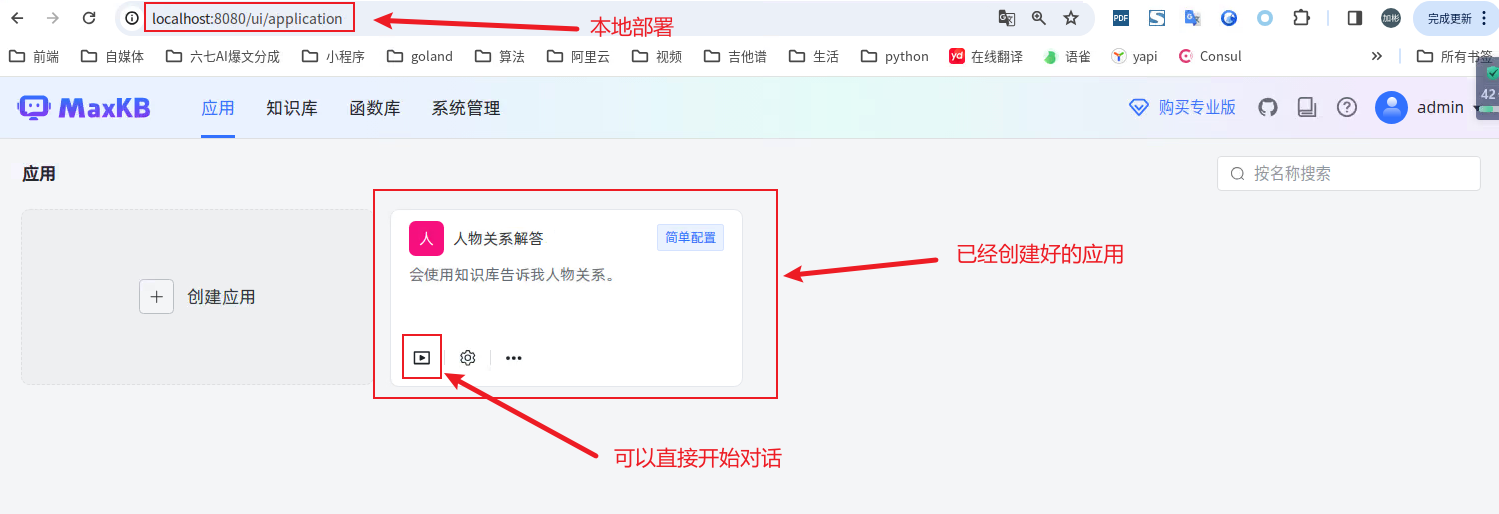 localhost:8080/ui/application
本地部署
PDF
加彬
完成更新
前端 自媒体 六七AI爆文分成 小程序 goland 算法 阿里云 视频 吉他谱 生活 python yd 在线翻译 语雀 yapi Consul » 所有书签
42
MaxKB 应用 知识库 函数库 系统管理 购买专业版 admin
应用
按名称搜索
人 人物关系解答 简单配置
会使用知识库告诉我人物关系。
创建应用
已经创建好的应用
可以直接开始对话